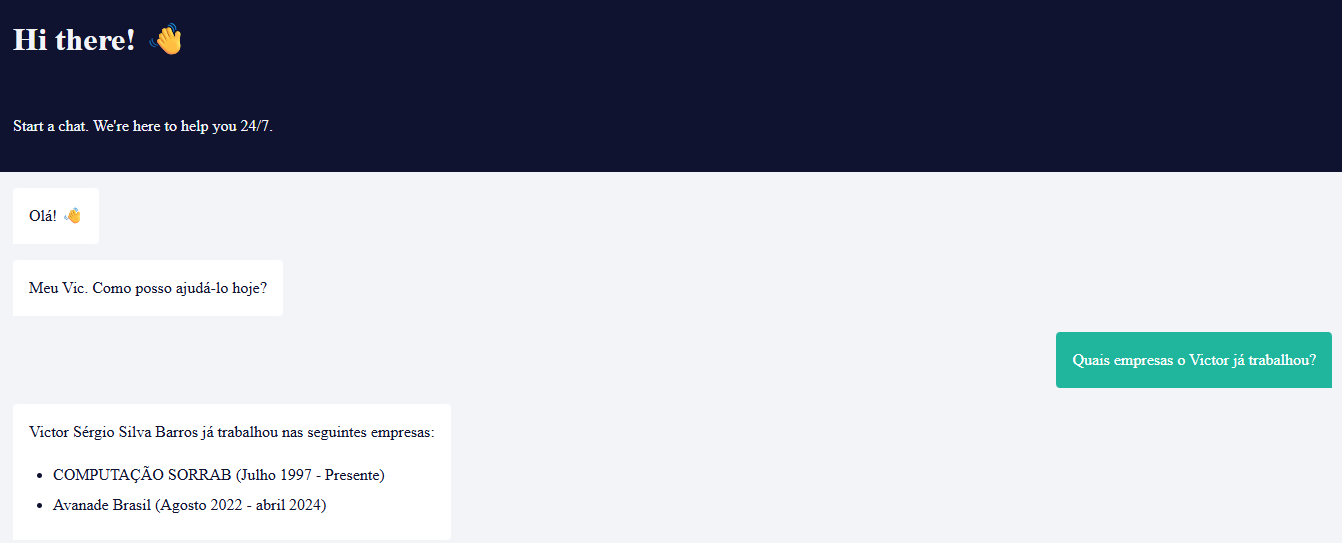 Hi there! 👋
Start a chat. We're here to help you 24/7.
Olá! 👋
Meu Vic. Como posso ajudá-lo hoje?
Quais empresas o Victor já trabalhou?
Victor Sérgio Silva Barros já trabalhou nas seguintes empresas:
• COMPUTAÇÃO SORRAB (Julho 1997 - Presente)
• Avanade Brasil (Agosto 2022 - abril 2024)